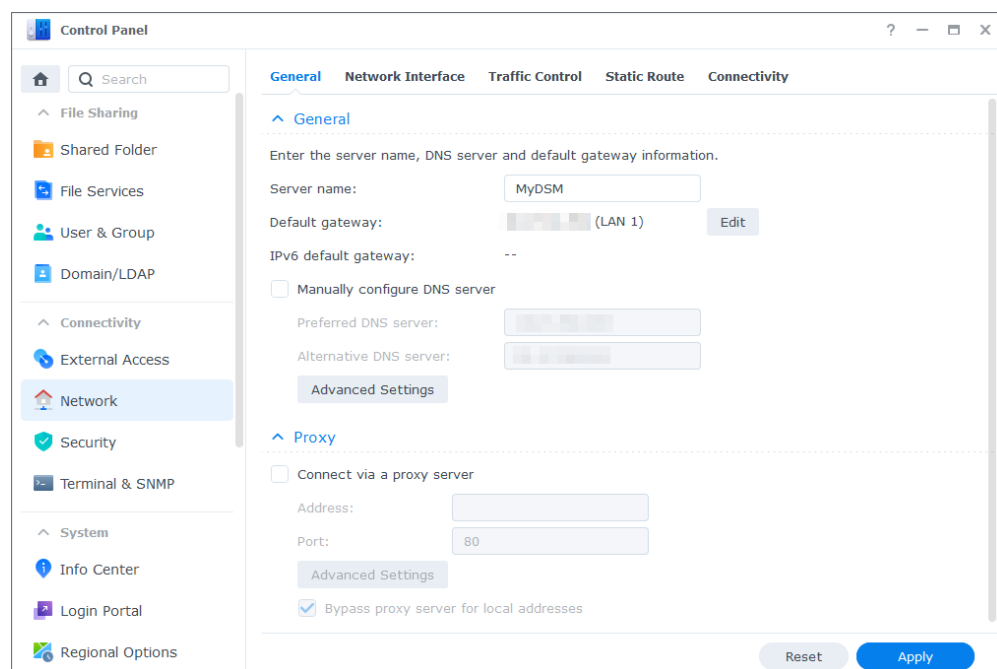 Control Panel
?
Search
File Sharing
Shared Folder
File Services
User & Group
Domain/LDAP
Connectivity
External Access
Network
Security
Terminal & SNMP
System
Info Center
Login Portal
Regional Options
General Network Interface Traffic Control Static Route Connectivity
General
Enter the server name, DNS server and default gateway information.
Server name: MyDSM
Default gateway: (LAN 1) Edit
IPv6 default gateway: --
Manually configure DNS server
Preferred DNS server:
Alternative DNS server:
Advanced Settings
Proxy
Connect via a proxy server
Address:
Port: 80
Advanced Settings
Bypass proxy server for local addresses
Reset Apply